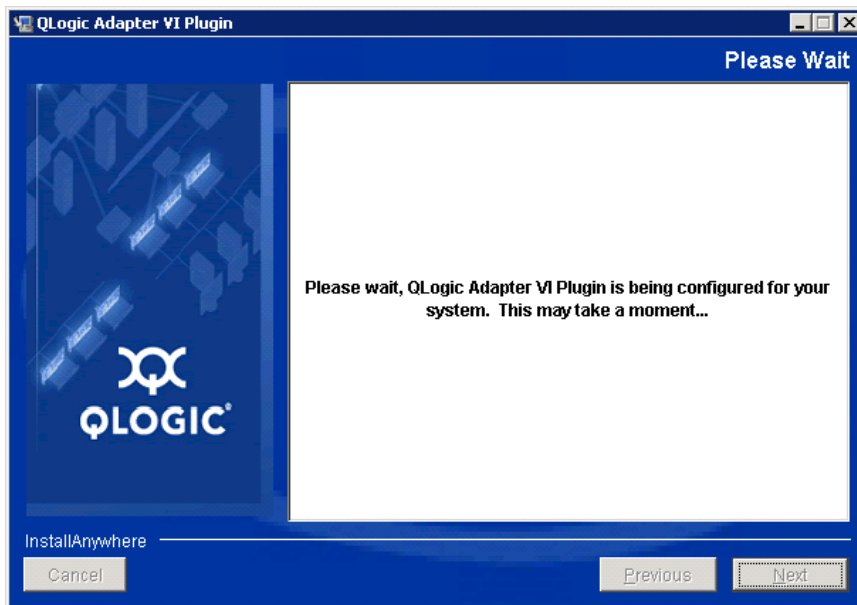 QLogic Adapter VI Plugin
Please Wait
Please wait, QLogic Adapter VI Plugin is being configured for your
system. This may take a moment...
QLOGIC®
InstallAnywhere
Cancel
Previous
Next